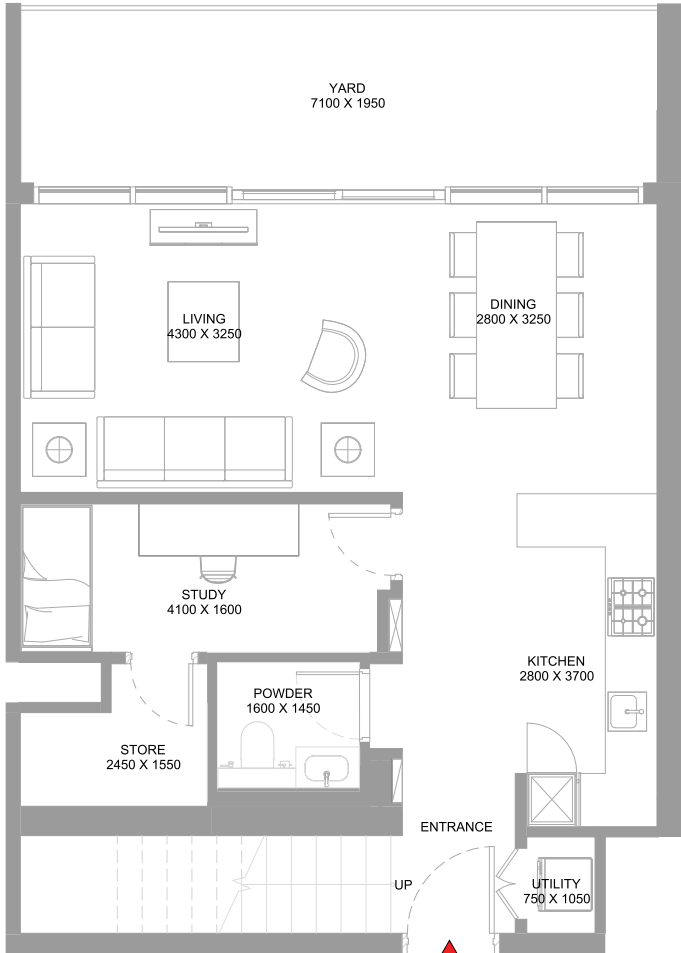 YARD
7100 X 1950
LIVING
4300 X 3250
DINING
2800 X 3250
STUDY
4100 X 1600
KITCHEN
2800 X 3700
POWDER
1600 X 1450
STORE
2450 X 1550
ENTRANCE
UP
UTILITY
750 X 1050